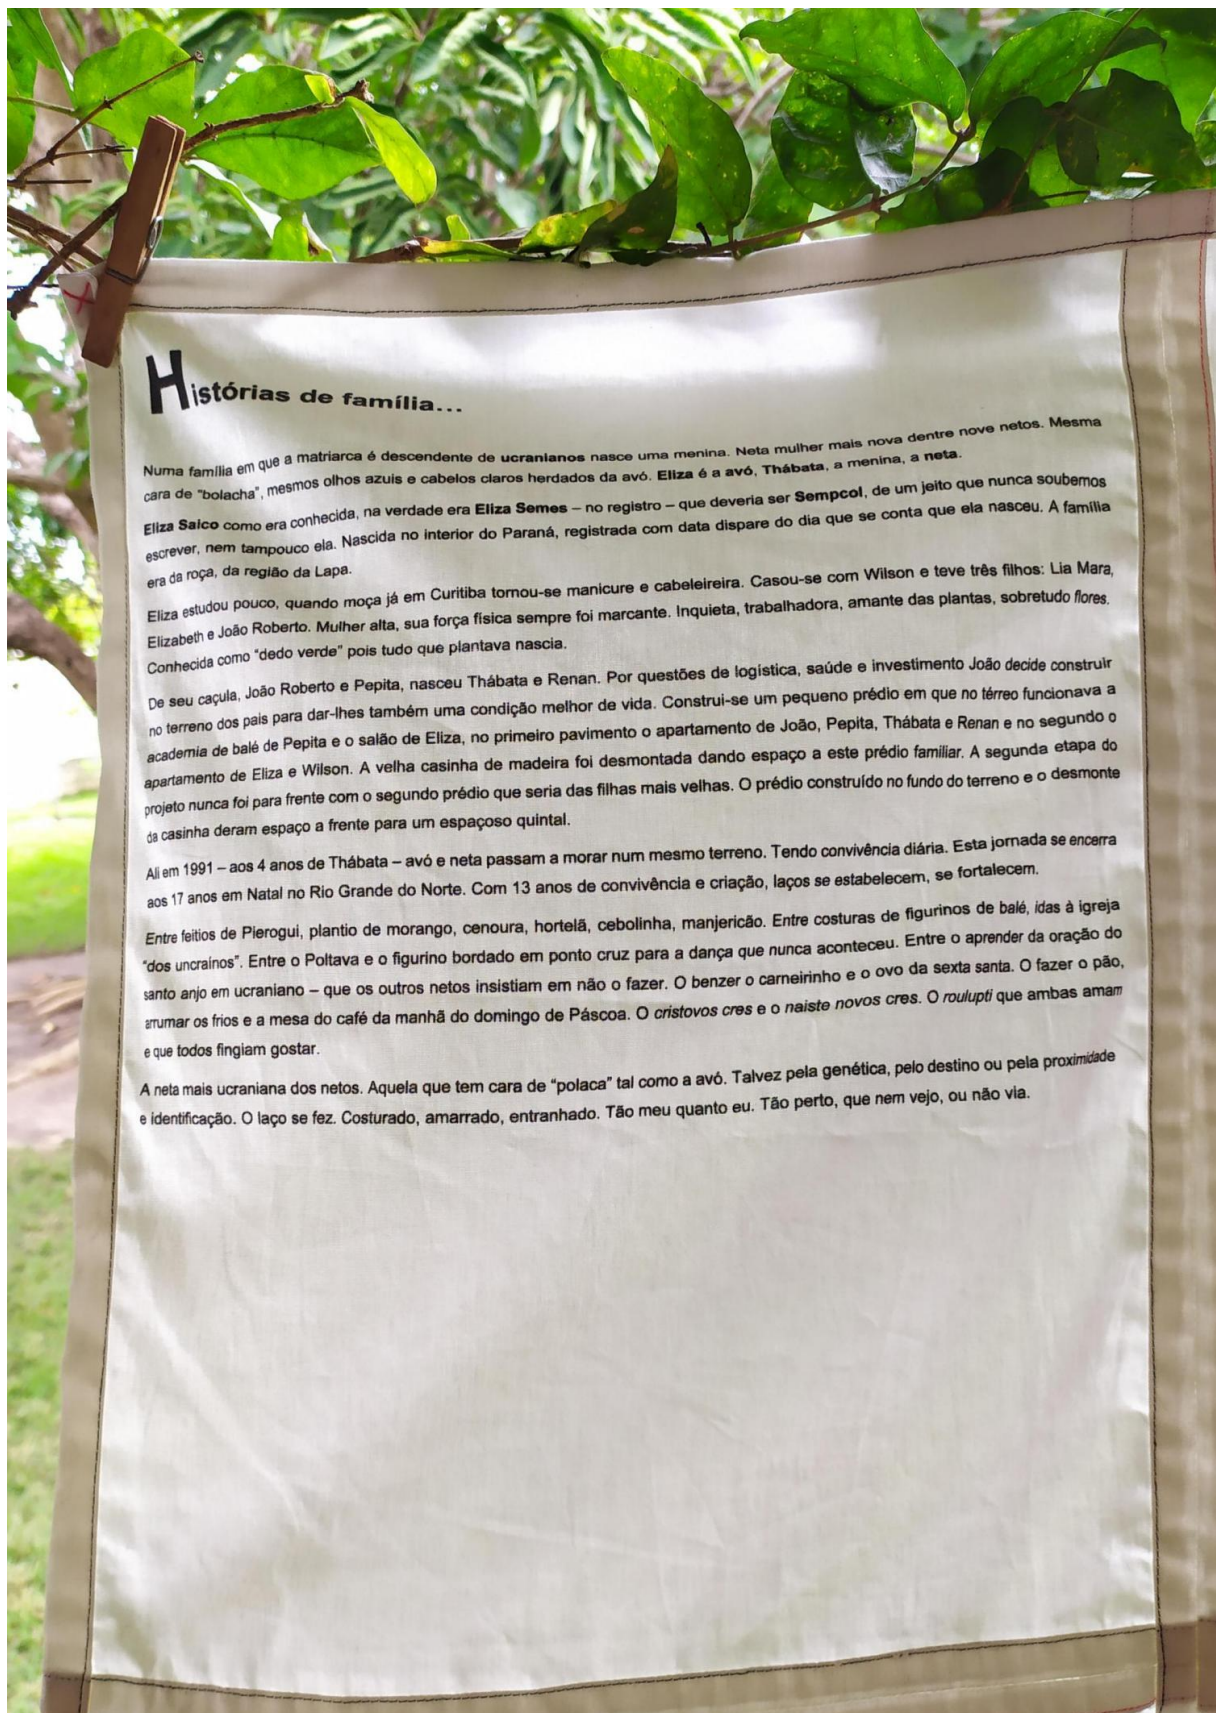 Histórias de família...
Numa família em que a matriarca é descendente de ucranianos nasce uma menina. Neta mulher mais nova dentre nove netos. Mesma
cara de "bolacha", mesmos olhos azuis e cabelos claros herdados da avó. Eliza é a avó, Thábata, a menina, a neta.
Eliza Saico como era conhecida, na verdade era Eliza Semes – no registro – que deveria ser Sempcol, de um jeito que nunca soubemos
escrever, nem tampouco ela. Nascida no interior do Paraná, registrada com data dispare do dia que se conta que ela nasceu. A família
era da roça, da região da Lapa.
Eliza estudou pouco, quando moça já em Curitiba tornou-se manicure e cabeleireira. Casou-se com Wilson e teve três filhos: Lia Mara,
Elizabeth e João Roberto. Mulher alta, sua força física sempre foi marcante. Inquieta, trabalhadora, amante das plantas, sobretudo flores.
Conhecida como "dedo verde" pois tudo que plantava nascia.
De seu caçula, João Roberto e Pepita, nasceu Thábata e Renan. Por questões de logística, saúde e investimento João decide construir
no terreno dos pais para dar-lhes também uma condição melhor de vida. Construi-se um pequeno prédio em que no térreo funcionava a
academia de balé de Pepita e o salão de Eliza, no primeiro pavimento o apartamento de João, Pepita, Thábata e Renan e no segundo o
apartamento de Eliza e Wilson. A velha casinha de madeira foi desmontada dando espaço a este prédio familiar. A segunda etapa do
projeto nunca foi para frente com o segundo prédio que seria das filhas mais velhas. O prédio construído no fundo do terreno e o desmonte
da casinha deram espaço a frente para um espaçoso quintal.
Ali em 1991 – aos 4 anos de Thábata – avó e neta passam a morar num mesmo terreno. Tendo convivência diária. Esta jornada se encerra
aos 17 anos em Natal no Rio Grande do Norte. Com 13 anos de convivência e criação, laços se estabelecem, se fortalecem.
Entre feitios de Pierogui, plantio de morango, cenoura, hortelã, cebolinha, manjericão. Entre costuras de figurinos de balé, idas à igreja
"dos uncrainos". Entre o Poltava e o figurino bordado em ponto cruz para a dança que nunca aconteceu. Entre o aprender da oração do
santo anjo em ucraniano – que os outros netos insistiam em não o fazer. O benzer o carneirinho e o ovo da sexta santa. O fazer o pão,
arrumar os frios e a mesa do café da manhã do domingo de Páscoa. O cristovos cres e o naiste novos cres. O roulupti que ambas amam
e que todos fingiam gostar.
A neta mais ucraniana dos netos. Aquela que tem cara de "polaca" tal como a avó. Talvez pela genética, pelo destino ou pela proximidade
e identificação. O laço se fez. Costurado, amarrado, entranhado. Tão meu quanto eu. Tão perto, que nem vejo, ou não via.